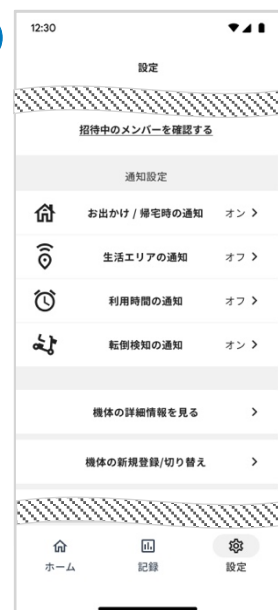 12:30
設定
招待中のメンバーを確認する
通知設定
お出かけ / 帰宅時の通知 オン
生活エリアの通知 オフ
利用時間の通知 オフ
転倒検知の通知 オン
機体の詳細情報を見る
機体の新規登録/切り替え
ホーム 記録 設定